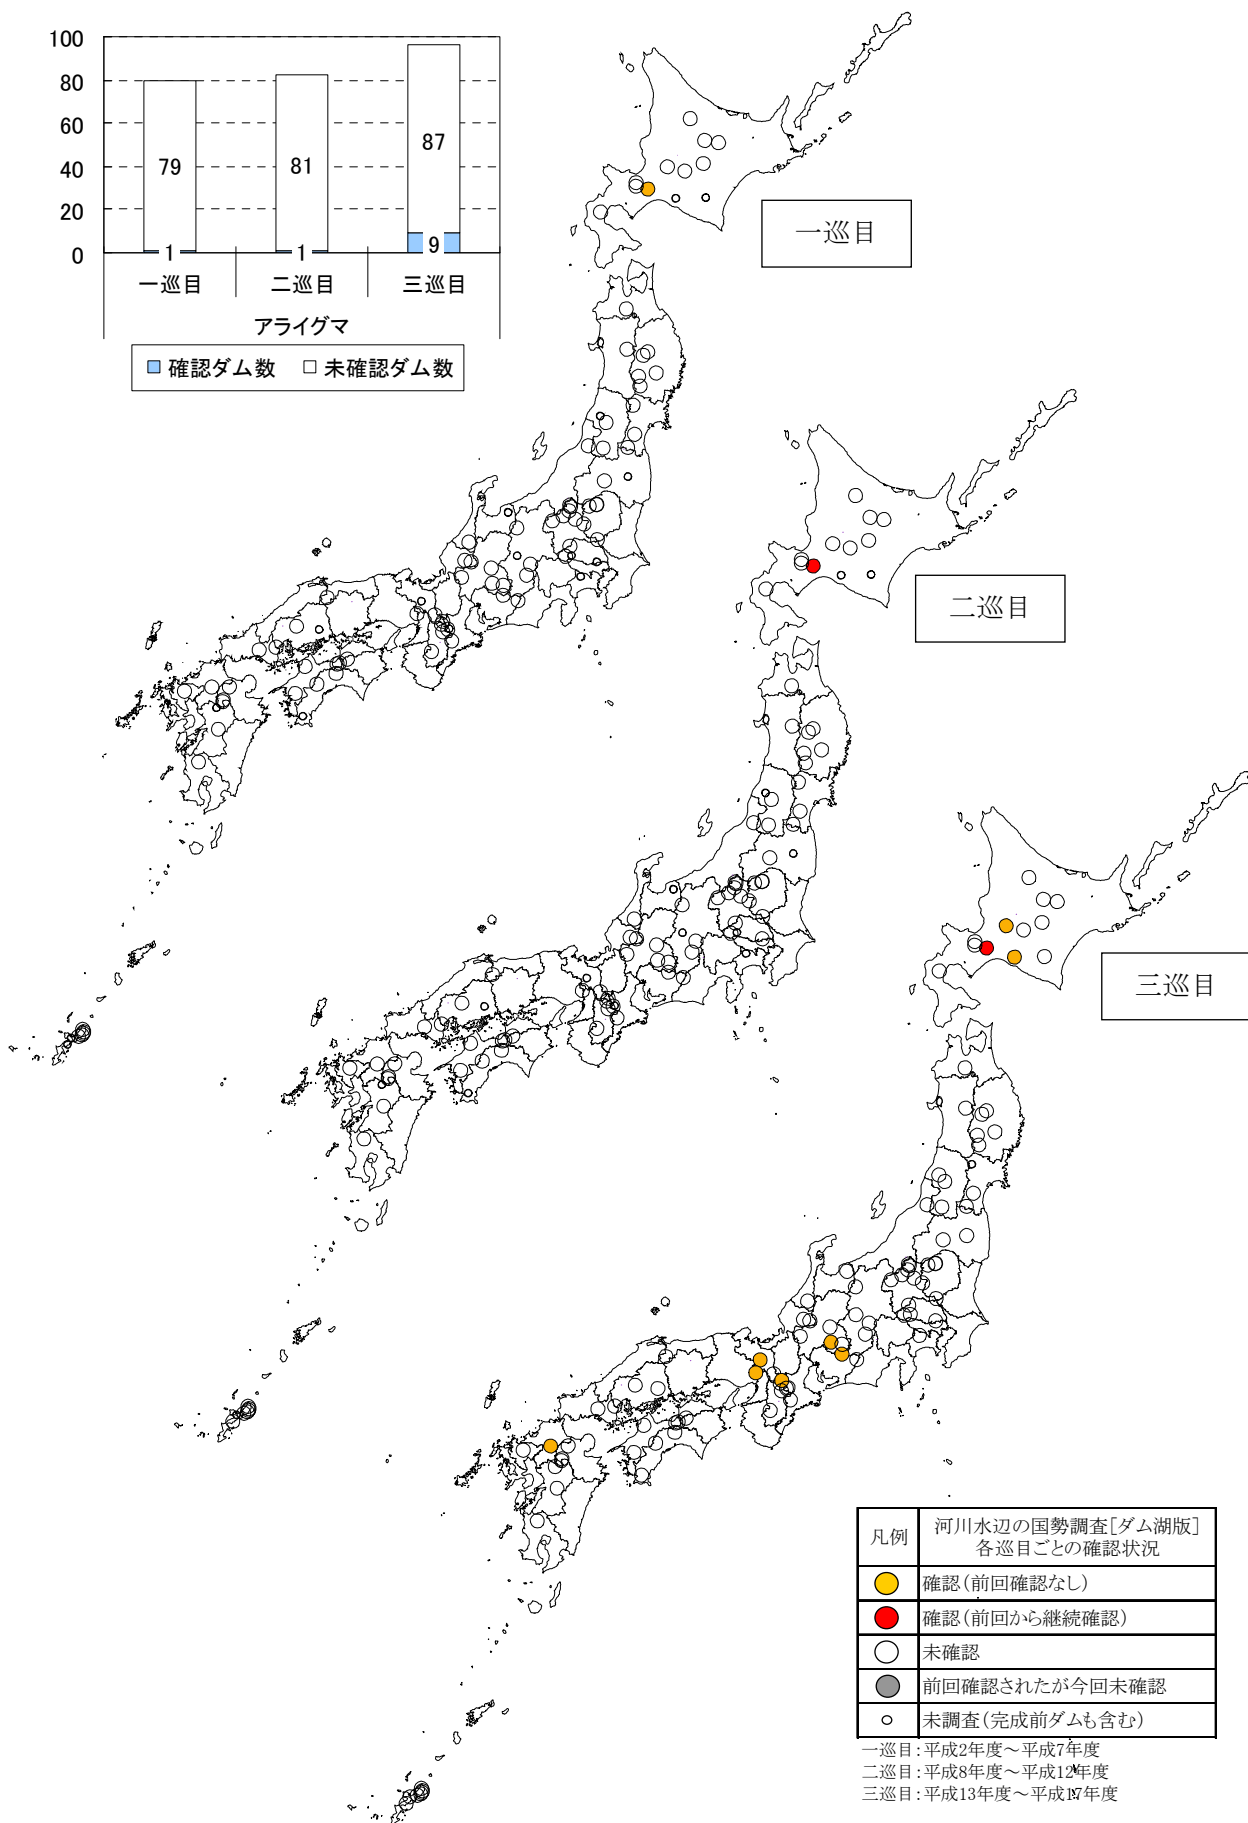 100
80
60
40
20
0
79
81
87
1
1
9
一巡目
二巡目
三巡目
アライグマ
確認ダム数
未確認ダム数
一巡目
二巡目
三巡目
凡例
河川水辺の国勢調査[ダム湖版]
各巡目ごとの確認状況
確認(前回確認なし)
確認(前回から継続確認)
未確認
前回確認されたが今回未確認
未調査(完成前ダムも含む)
一巡目:平成2年度～平成7年度
二巡目:平成8年度～平成12年度
三巡目:平成13年度～平成17年度